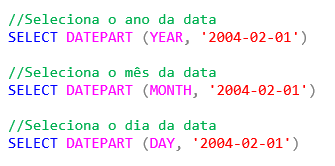 //Seleciona o ano da data
SELECT DATEPART (YEAR, '2004-02-01')
//Seleciona o mês da data
SELECT DATEPART (MONTH, '2004-02-01')
//Seleciona o dia da data
SELECT DATEPART (DAY, '2004-02-01')